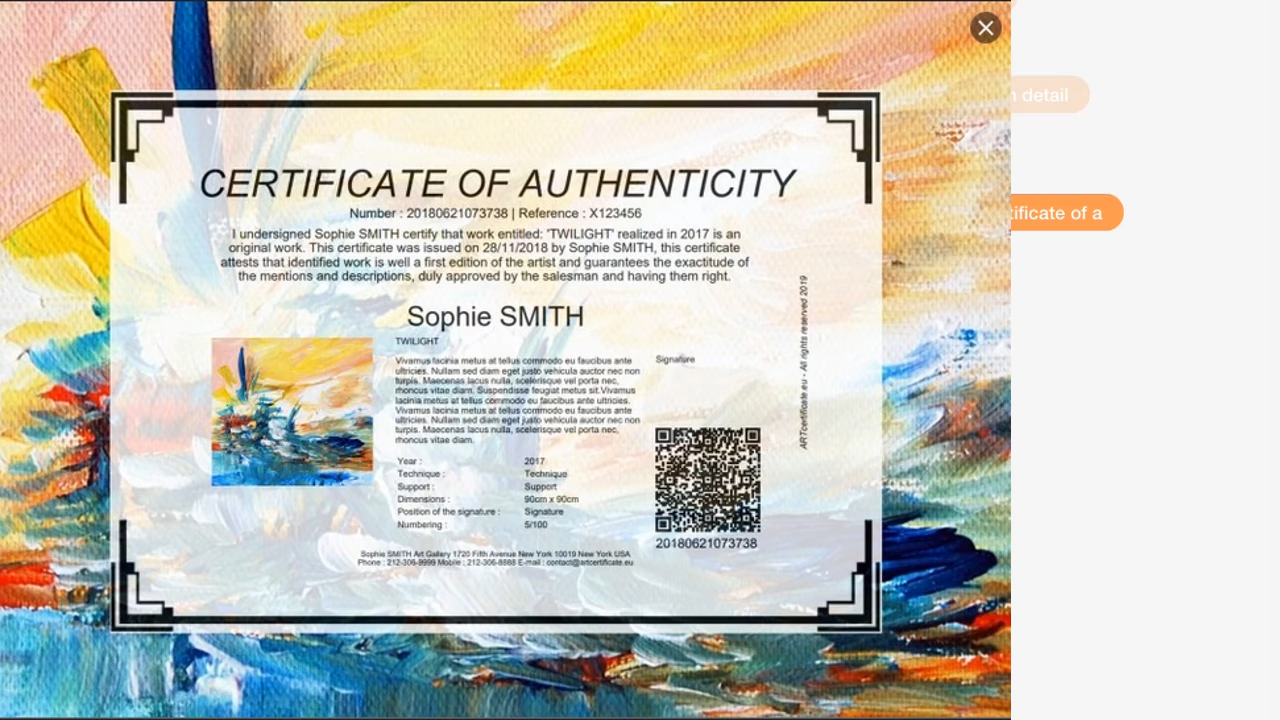 n detail
CERTIFICATE OF AUTHENTICITY
Number : 20180621073738 | Reference : X123456
tificate of a
I undersigned Sophie SMITH certify that work entitled: 'TWILIGHT' realized in 2017 is an
original work. This certificate was issued on 28/11/2018 by Sophie SMITH, this certificate
attests that identified work is well a first edition of the artist and guarantees the exactitude of
the mentions and descriptions, duly approved by the salesman and having them right.
Sophie SMITH
TWILIGHT
Vivamus lacinia metus at tellus commodo eu faucibus ante
ultricies. Nullam sed diam eget justo vehicula auctor nec non
turpis. Maecenas lacus nulla, scelerisque vel porta nec,
rhoncus vitae diam. Suspendisse feugiat metus sit.Vivamus
lacinia metus at tellus commodo eu faucibus ante ultricies.
Vivamus lacinia metus at tellus commodo eu faucibus ante
ultricies. Nullam sed diam eget justo vehicula auctor nec non
turpis. Maecenas lacus nulla, scelerisque vel porta nec,
rhoncus vitae diam.
Signature
ARTcertificate.eu - All rights reserved 2019
Year : 2017
Technique : Technique
Support : Support
Dimensions : 90cm x 90cm
Position of the signature : Signature
Numbering : 5/100
20180621073738
Sophie SMITH Art Gallery 1720 Fifth Avenue New York 10019 New York USA
Phone : 212-306-9999 Mobile : 212-306-8888 E-mail : contact@artcertificate.eu